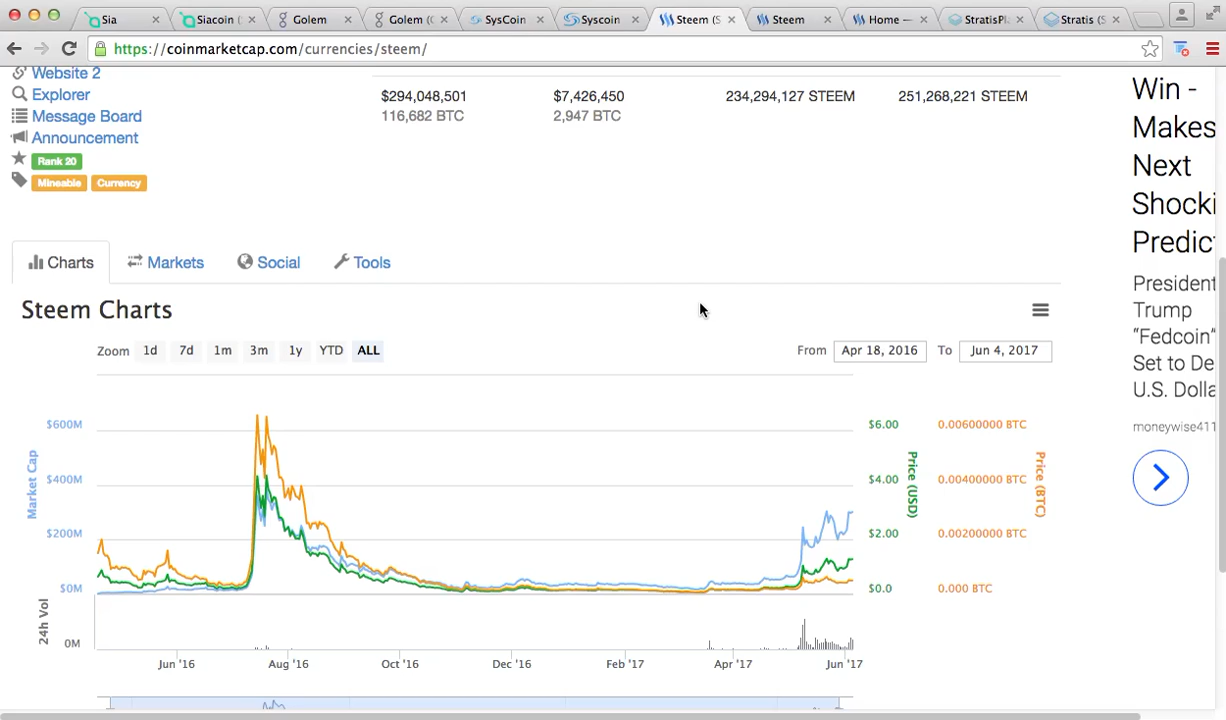 Sia
Siacoin (
Golem
Golem (
SysCoin
Syscoin
Steem (S
Steem
Home —
StratisPl
Stratis (S
https://coinmarketcap.com/currencies/steem/
Website 2
Explorer
Message Board
Announcement
Rank 20
Mineable Currency
$294,048,501 $7,426,450 234,294,127 STEEM 251,268,221 STEEM
116,682 BTC 2,947 BTC
Win -
Makes
Next
Shocki
Predic
President
Trump
“Fedcoin”
Set to De
U.S. Dolla
moneywise411
Charts Markets Social Tools
Steem Charts
Zoom 1d 7d 1m 3m 1y YTD ALL
From Apr 18, 2016 To Jun 4, 2017
$600M
$400M
$200M
$0M
Market Cap
$6.00
$4.00
$2.00
$0.0
Price (USD)
0.00600000 BTC
0.00400000 BTC
0.00200000 BTC
0.000 BTC
Price (BTC)
24h Vol
0M
Jun '16 Aug '16 Oct '16 Dec '16 Feb '17 Apr '17 Jun '17